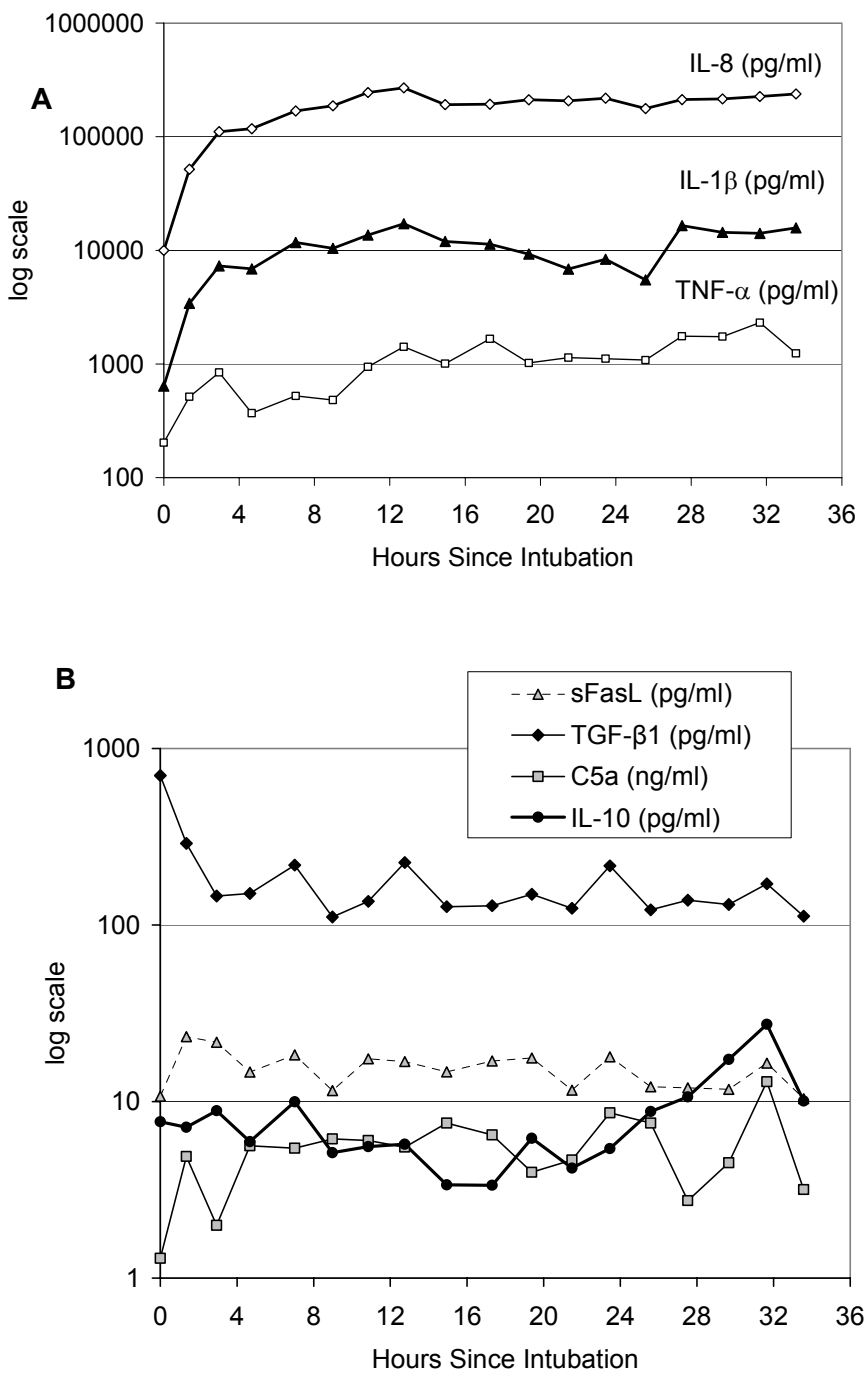 A
1000000
100000
10000
1000
100
log scale
IL-8 (pg/ml)
IL-1β (pg/ml)
TNF-α (pg/ml)
0 4 8 12 16 20 24 28 32 36
Hours Since Intubation
B
sFasL (pg/ml)
TGF-β1 (pg/ml)
C5a (ng/ml)
IL-10 (pg/ml)
1000
100
10
1
log scale
0 4 8 12 16 20 24 28 32 36
Hours Since Intubation